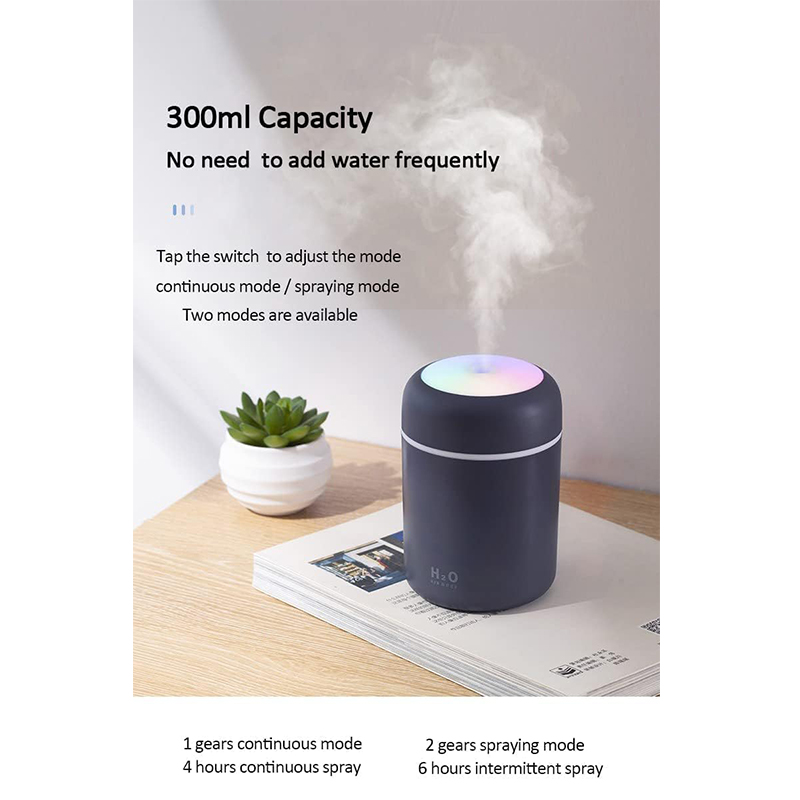 300ml Capacity
No need to add water frequently
Tap the switch to adjust the mode
continuous mode / spraying mode
Two modes are available
H₂O
1 gears continuous mode
2 gears spraying mode
4 hours continuous spray
6 hours intermittent spray